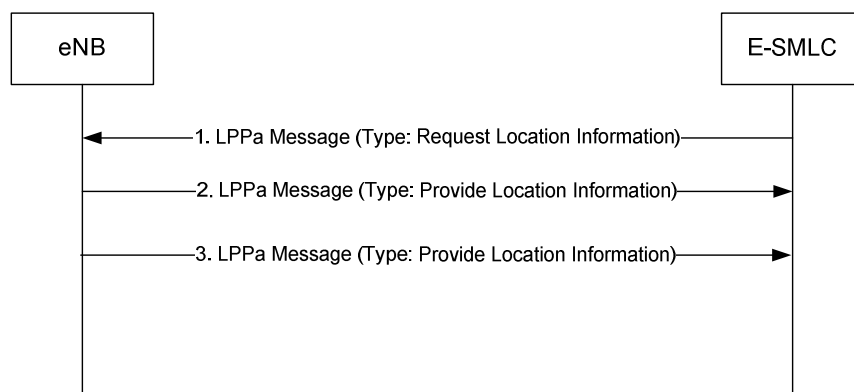 eNB
E-SMLC
1. LPPa Message (Type: Request Location Information)
2. LPPa Message (Type: Provide Location Information)
3. LPPa Message (Type: Provide Location Information)